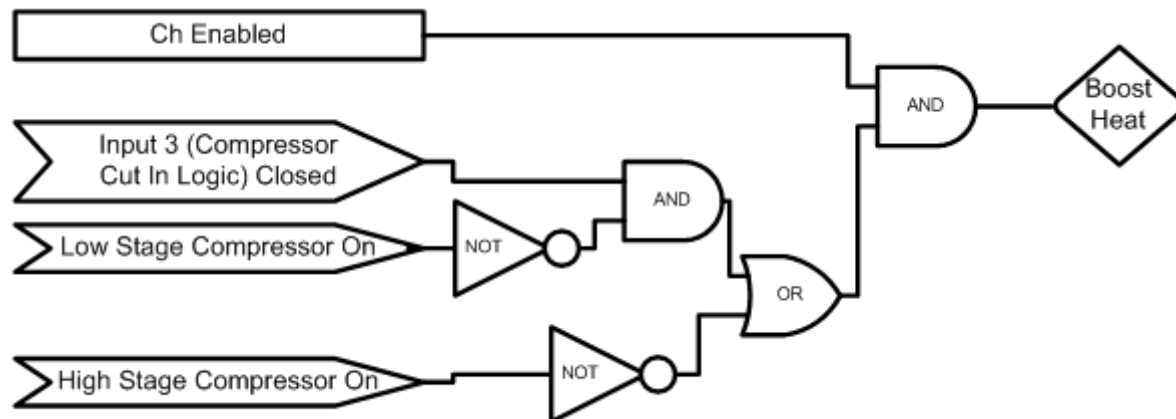 Ch Enabled
AND
Boost
Heat
Input 3 (Compressor
Cut In Logic) Closed
AND
Low Stage Compressor On
NOT
OR
High Stage Compressor On
NOT